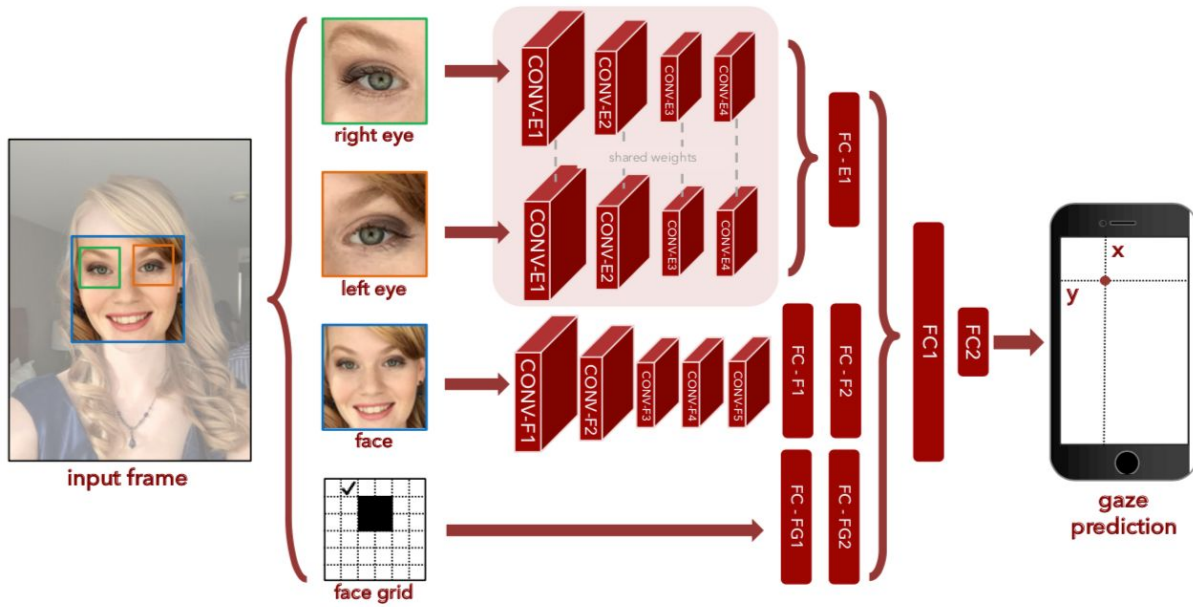 right eye
CONV-E1
CONV-E2
CONV-E3
CONV-E4
shared weights
left eye
CONV-E1
CONV-E2
CONV-E3
CONV-E4
FC - E1
input frame
face
CONV-F1
CONV-F2
CONV-F3
CONV-F4
CONV-F5
FC - F1
FC - F2
face grid
FC - FG1
FC - FG2
FC1
FC2
x
y
gaze
prediction